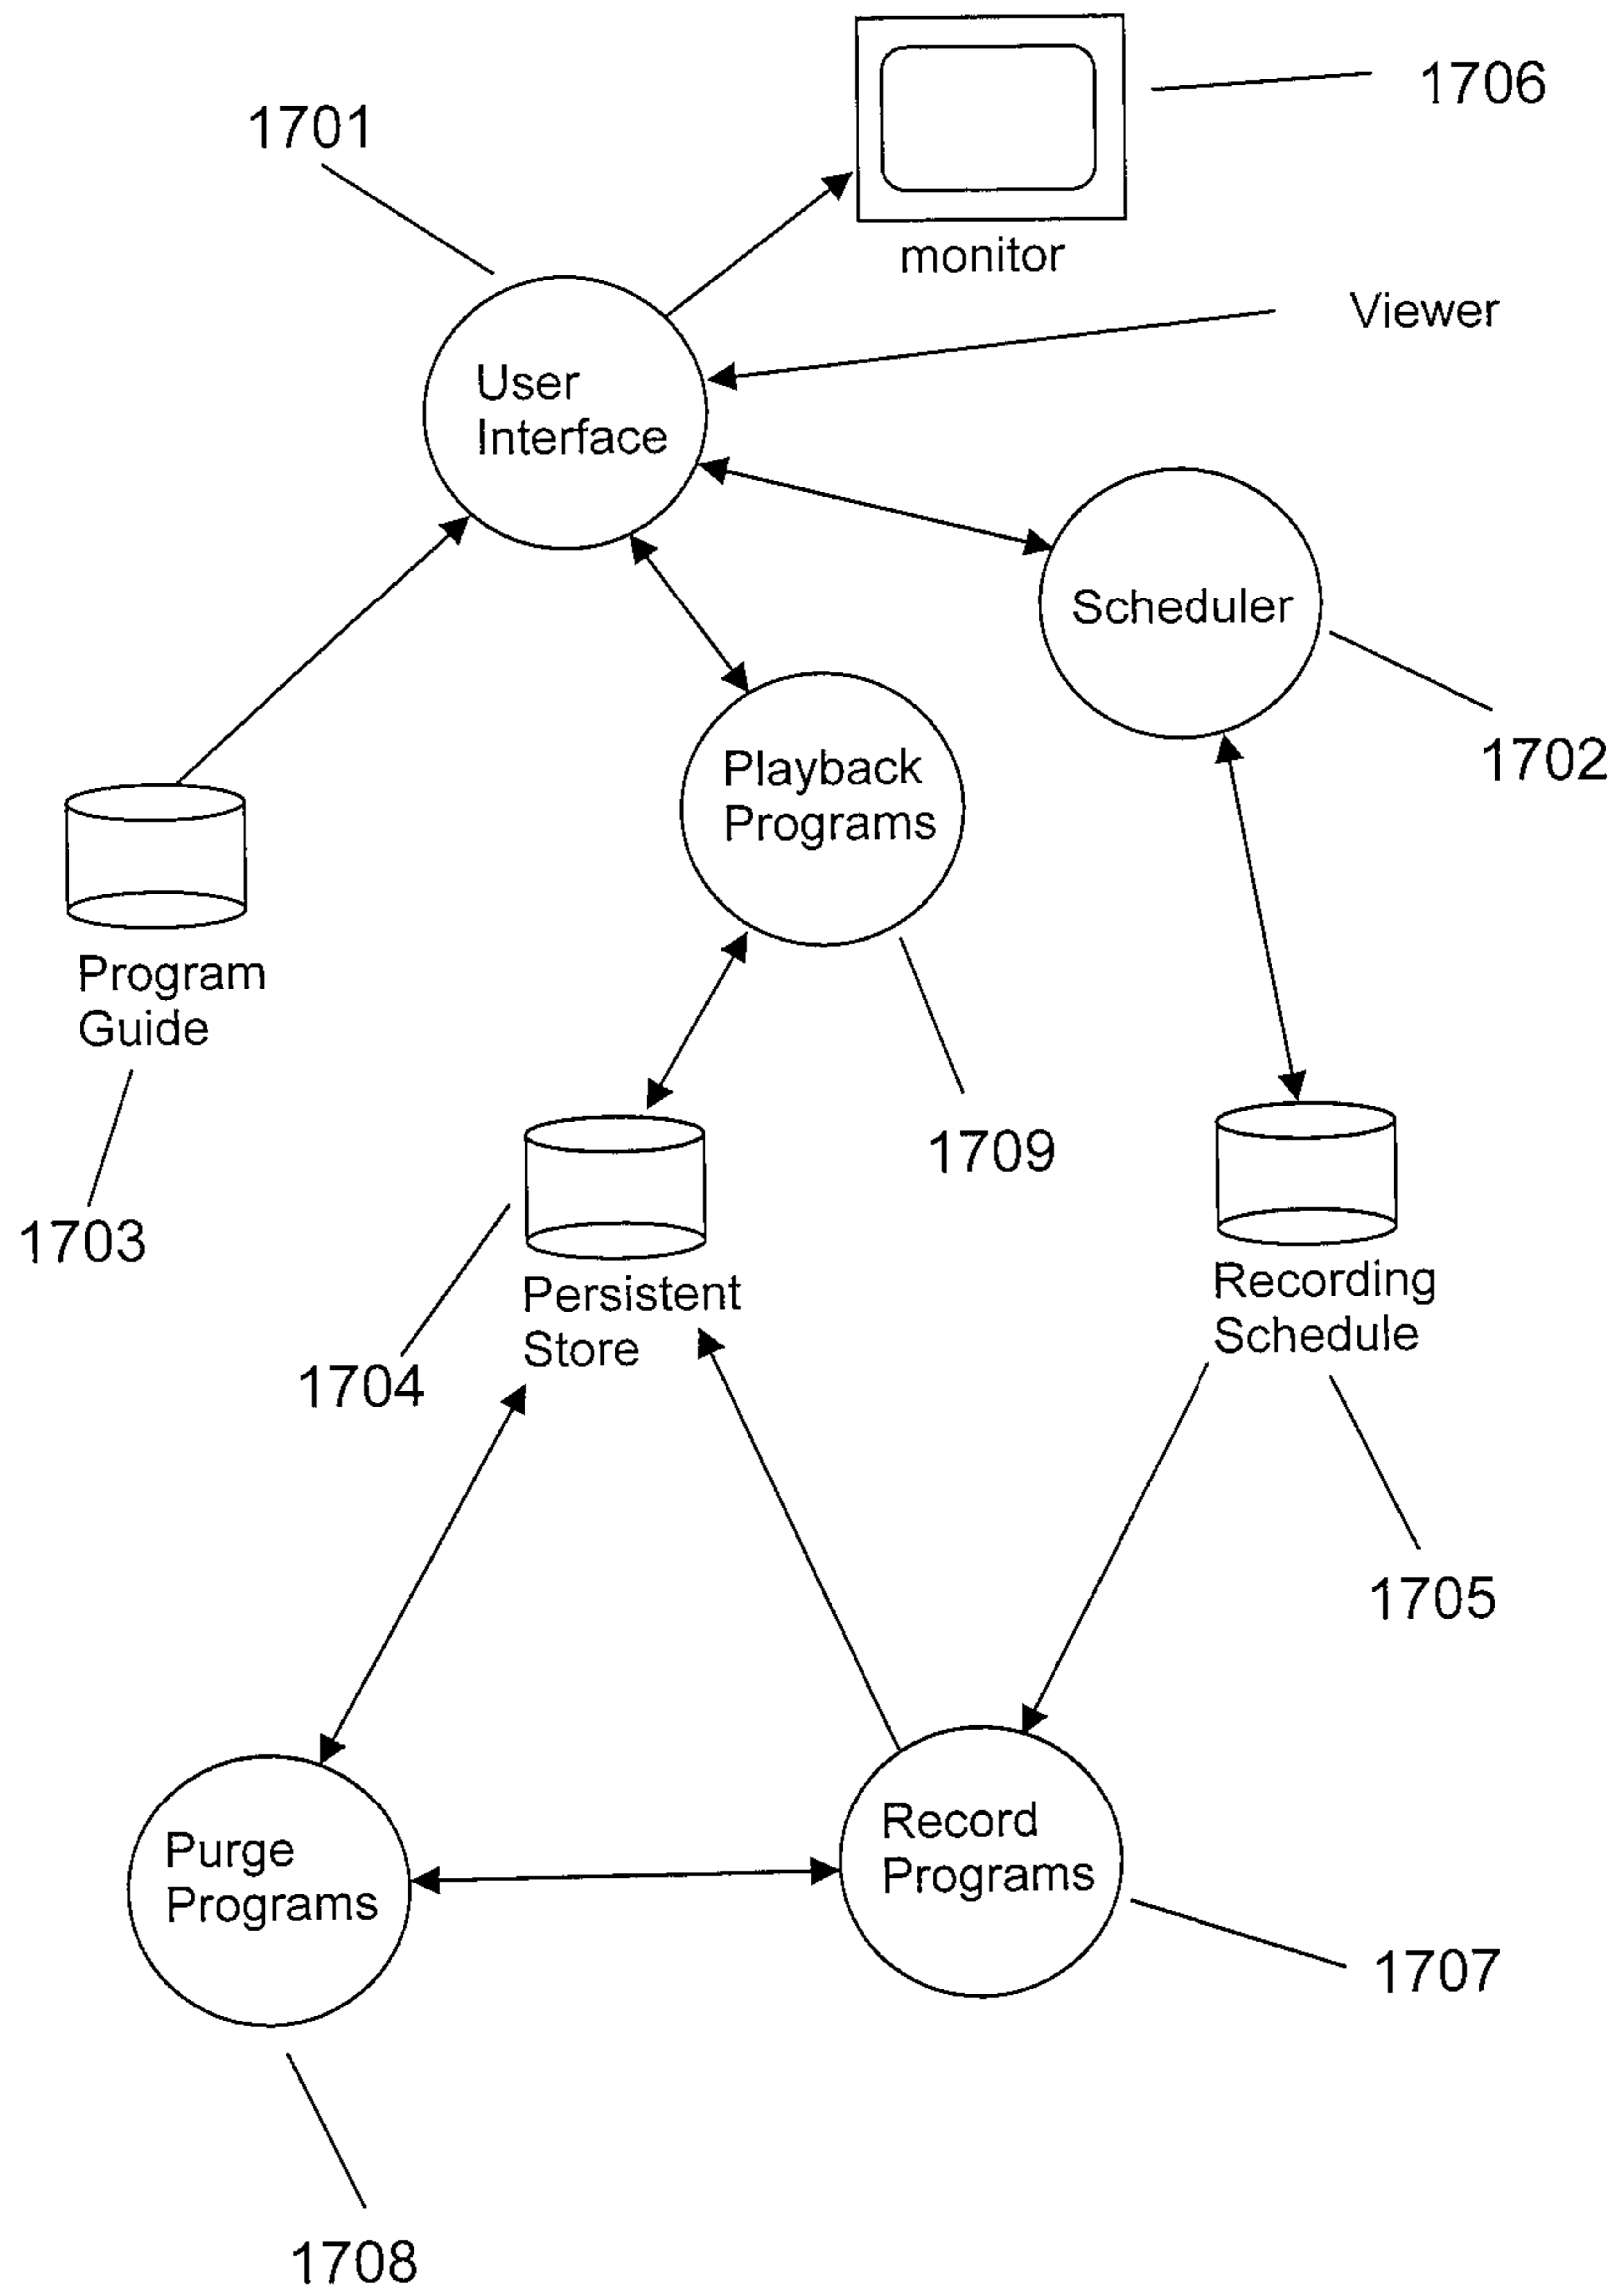 1706
1701
monitor
Viewer
User
Interface
Scheduler
1702
Playback
Programs
Program
Guide
1709
1703
Persistent
Store
Recording
Schedule
1704
1705
Record
Programs
Purge
Programs
1707
1708